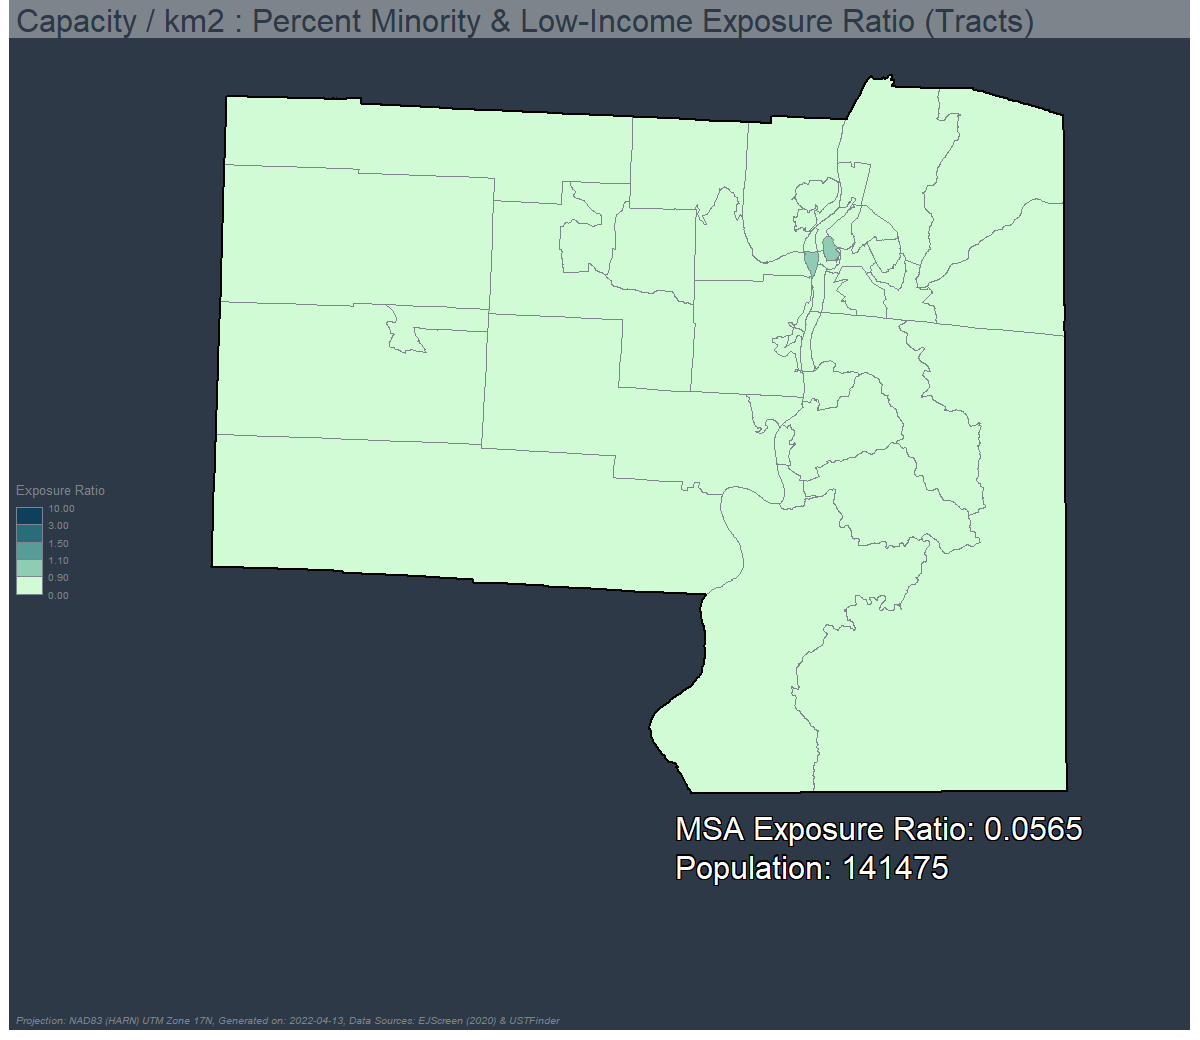 Capacity / km2 : Percent Minority & Low-Income Exposure Ratio (Tracts)
Exposure Ratio
10.00
3.00
1.50
1.10
0.90
0.00
MSA Exposure Ratio: 0.0565
Population: 141475
Projection: NAD83 (HARN) UTM Zone 17N, Generated on: 2022-04-13, Data Sources: EJScreen (2020) & USTFinder